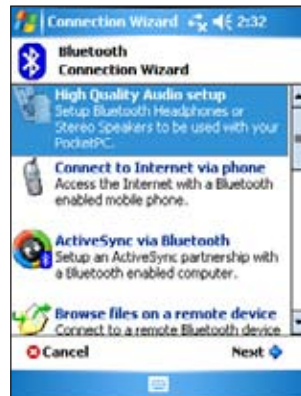 Connection Wizard 2:32
Bluetooth
Connection Wizard
High Quality Audio setup
Setup Bluetooth Headphones or
Stereo Speakers to be used with your
PocketPC.
Connect to Internet via phone
Access the Internet with a Bluetooth
enabled mobile phone.
ActiveSync via Bluetooth
Setup an ActiveSync partnership with
a Bluetooth enabled computer.
Browse files on a remote device
Connect to a remote Bluetooth device
Cancel Next